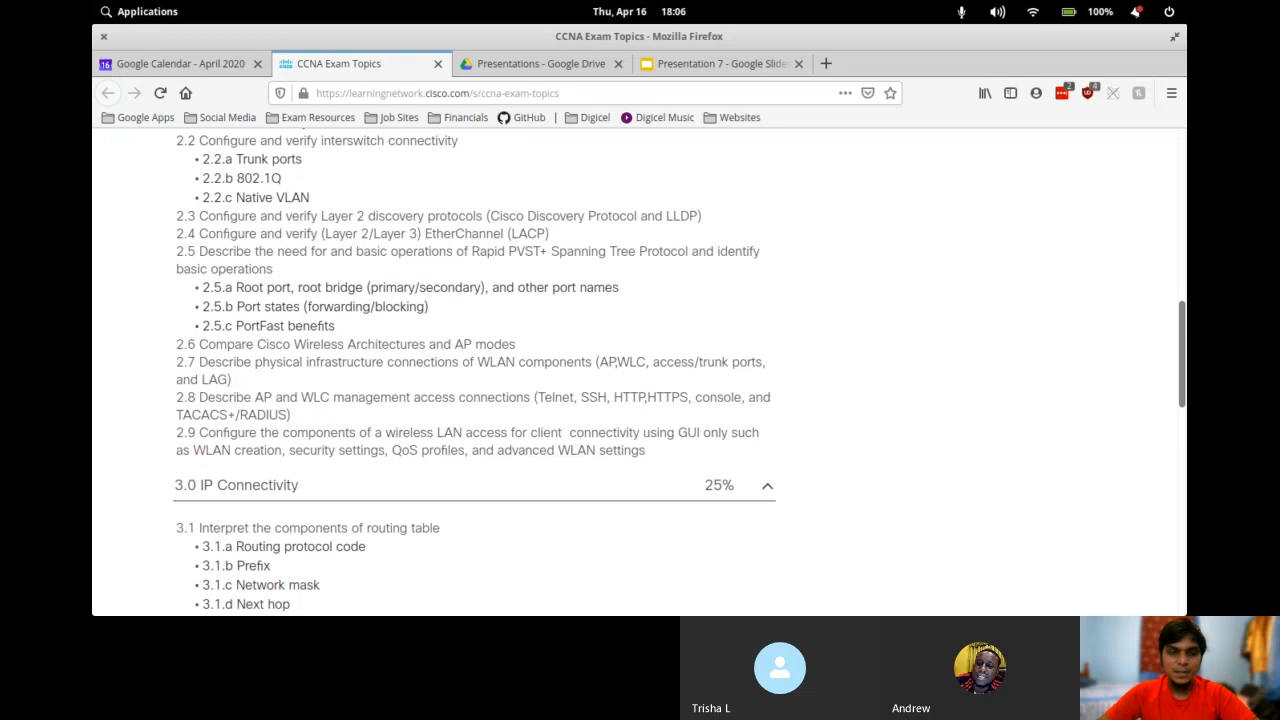 Applications
Thu, Apr 16 18:06
100%
CCNA Exam Topics - Mozilla Firefox
16 Google Calendar - April 2020
CCNA Exam Topics
Presentations - Google Drive
Presentation 7 - Google Slides
https://learningnetwork.cisco.com/s/ccna-exam-topics
2
4
Google Apps
Social Media
Exam Resources
Job Sites
Financials
GitHub
Digicel
Digicel Music
Websites
2.2 Configure and verify interswitch connectivity
• 2.2.a Trunk ports
• 2.2.b 802.1Q
• 2.2.c Native VLAN
2.3 Configure and verify Layer 2 discovery protocols (Cisco Discovery Protocol and LLDP)
2.4 Configure and verify (Layer 2/Layer 3) EtherChannel (LACP)
2.5 Describe the need for and basic operations of Rapid PVST+ Spanning Tree Protocol and identify
basic operations
• 2.5.a Root port, root bridge (primary/secondary), and other port names
• 2.5.b Port states (forwarding/blocking)
• 2.5.c PortFast benefits
2.6 Compare Cisco Wireless Architectures and AP modes
2.7 Describe physical infrastructure connections of WLAN components (AP,WLC, access/trunk ports,
and LAG)
2.8 Describe AP and WLC management access connections (Telnet, SSH, HTTP,HTTPS, console, and
TACACS+/RADIUS)
2.9 Configure the components of a wireless LAN access for client connectivity using GUI only such
as WLAN creation, security settings, QoS profiles, and advanced WLAN settings
3.0 IP Connectivity 25%
3.1 Interpret the components of routing table
• 3.1.a Routing protocol code
• 3.1.b Prefix
• 3.1.c Network mask
• 3.1.d Next hop
Trisha L
Andrew